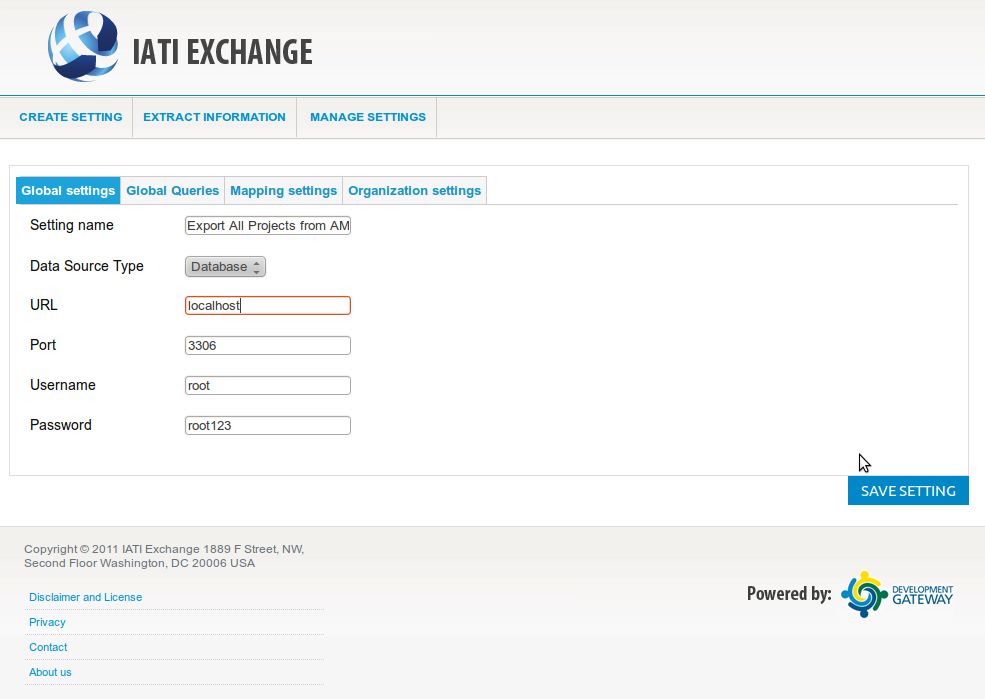 IATI EXCHANGE
CREATE SETTING
EXTRACT INFORMATION
MANAGE SETTINGS
Global settings
Global Queries
Mapping settings
Organization settings
Setting name
Export All Projects from AM
Data Source Type
Database
URL
localhost
Port
3306
Username
root
Password
root123
SAVE SETTING
Copyright © 2011 IATI Exchange 1889 F Street, NW,
Second Floor Washington, DC 20006 USA
Disclaimer and License
Privacy
Contact
About us
Powered by:
DEVELOPMENT
GATEWAY